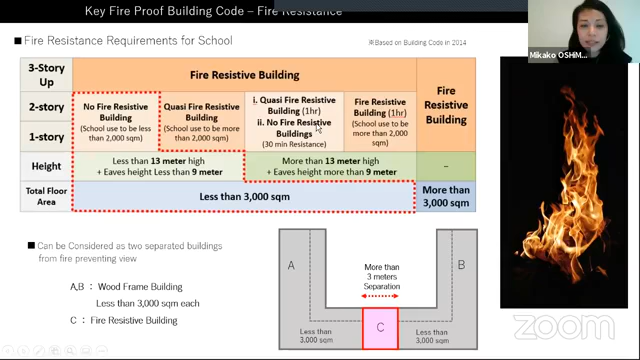 Key Fire Proof Building Code – Fire Resistance
Fire Resistance Requirements for School
※Based on Building Code in 2014
Mikako OSHIM...
3-Story
Up
Fire Resistive Building
Fire
Resistive
Building
2-story
1-story
No Fire Resistive
Building
(School use to be less
than 2,000 sqm)
Quasi Fire Resistive
Building
(School use to be more
than 2,000 sqm)
i. Quasi Fire Resistive
Building (1hr)
ii. No Fire Resistive
Buildings
(30 min Resistance)
Fire Resistive
Building (1hr)
(School use to be
more than 2,000
sqm)
Height
Less than 13 meter high
+ Eaves height Less than 9 meter
More than 13 meter high
+ Eaves height more than 9 meter
–
Total Floor
Area
Less than 3,000 sqm
More than
3,000 sqm
Can be Considered as two separated buildings
from fire preventing view
A,B : Wood Frame Building
Less than 3,000 sqm each
C : Fire Resistive Building
A
More than
3 meters
Separation
B
Less than
3,000 sqm
C
Less than
3,000 sqm
zoom